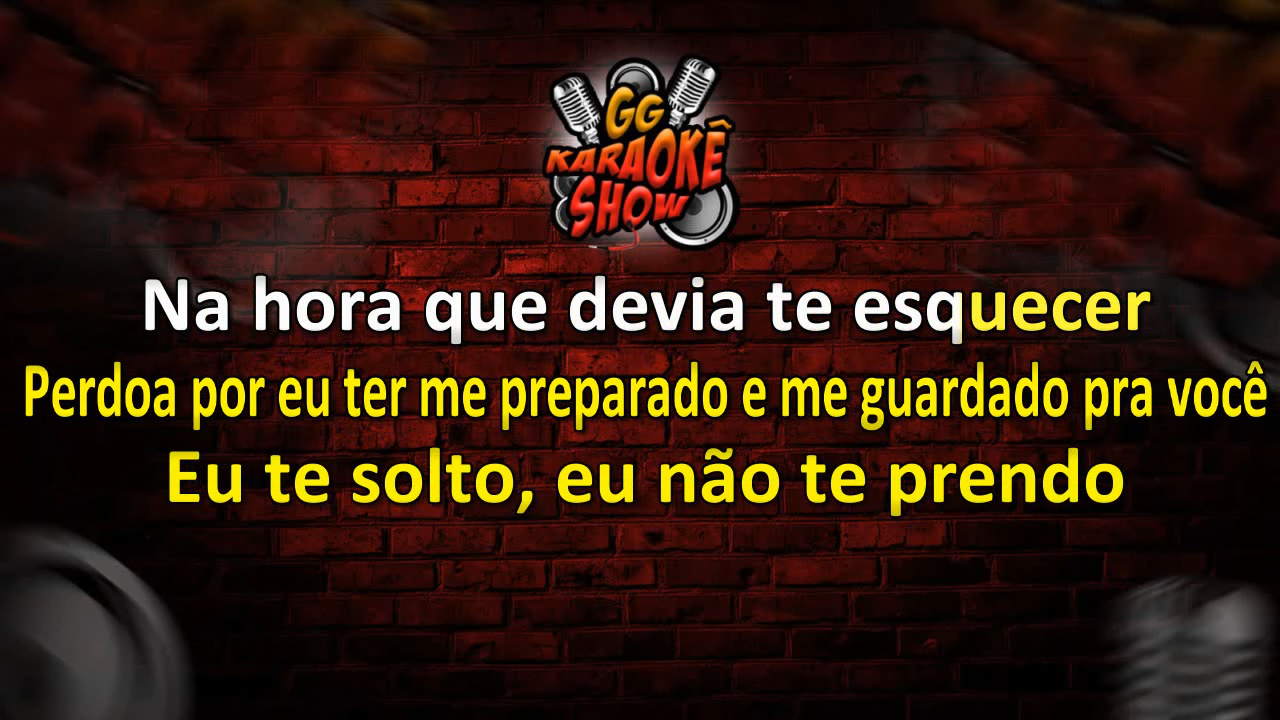 GG
KARAOKÊ
SHOW
Na hora que devia te esquecer
Perdoa por eu ter me preparado e me guardado pra você
Eu te solto, eu não te prendo